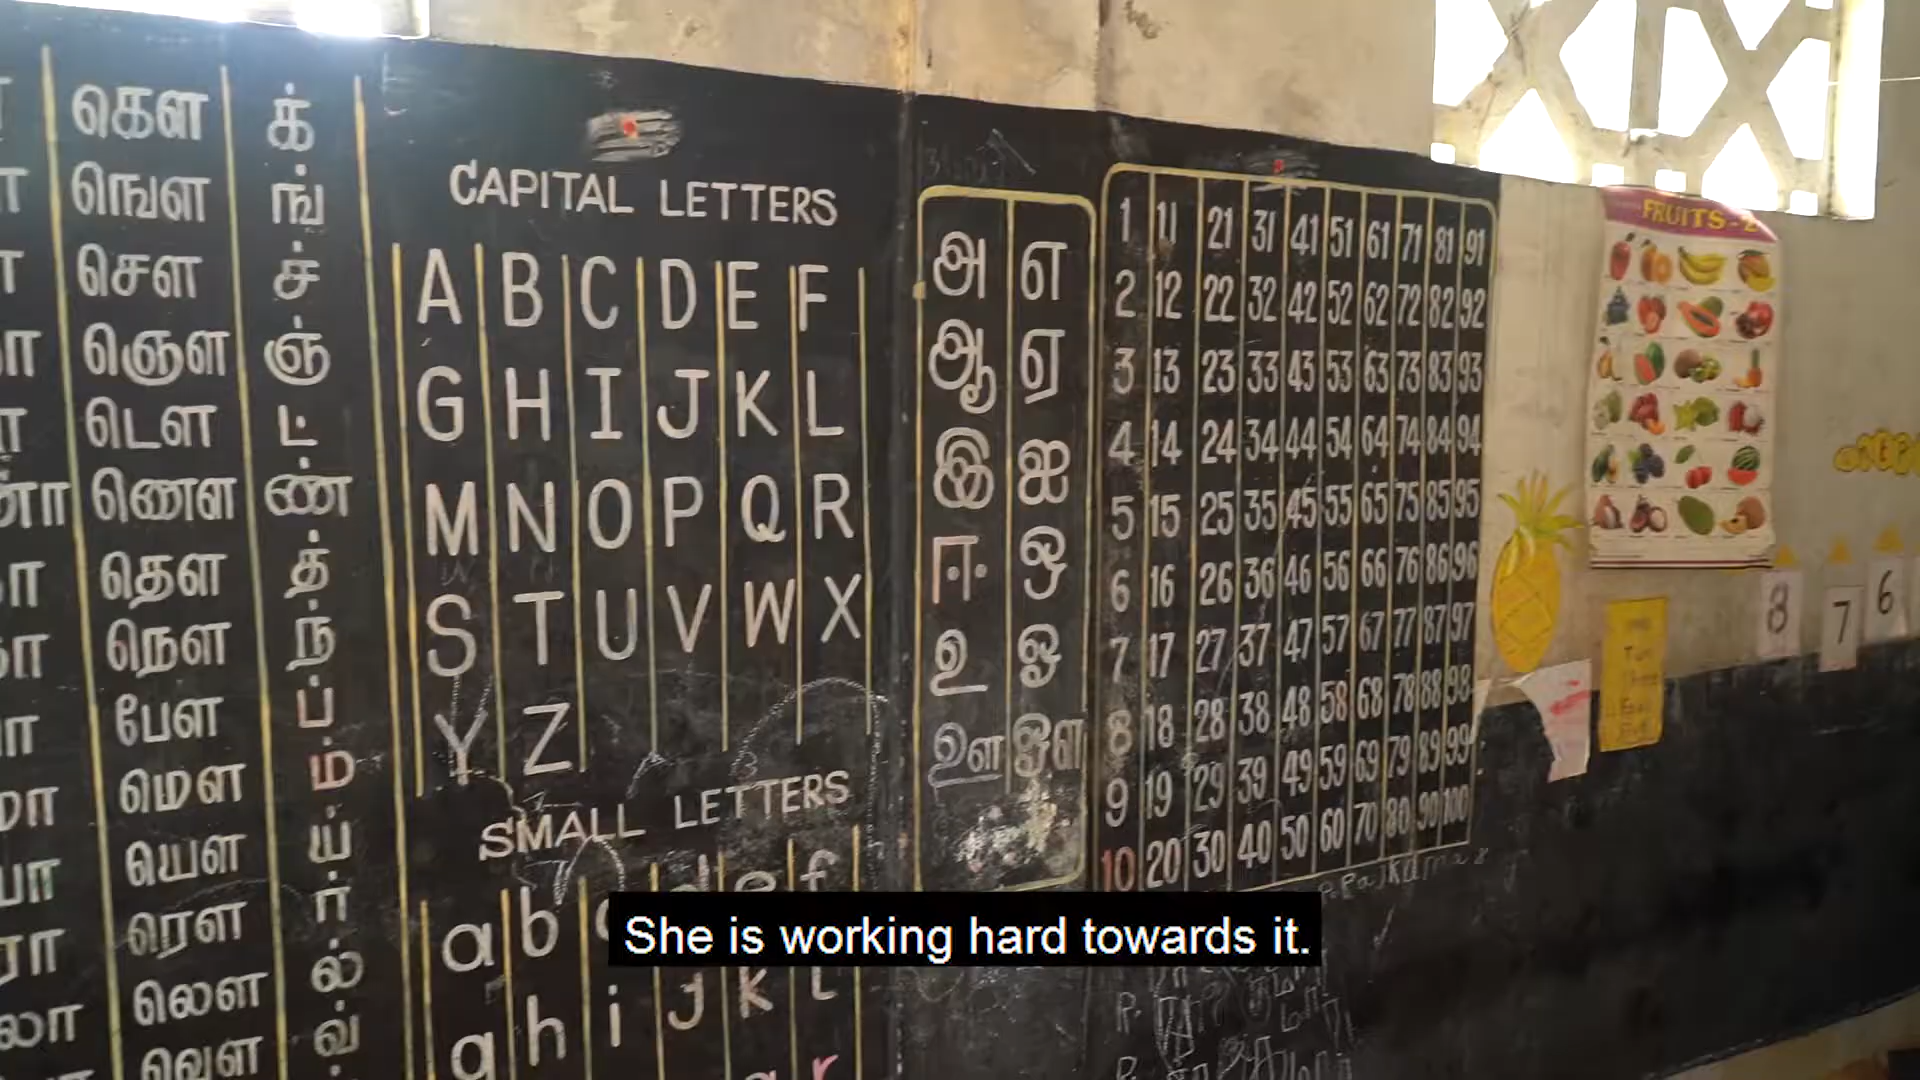 கௌ க்
ஙௌ ங்
சௌ ச்
ஞௌ ஞ்
டௌ ட்
ணௌ ண்
தௌ த்
நௌ ந்
பேள ப்
மௌ ம்
யௌ ய்
ரௌ ர்
லா லௌ ல்
வௌ வ்
CAPITAL LETTERS
A B C D E F
G H I J K L
M N O P Q R
S T U V W X
Y Z
SMALL LETTERS
a b c d e f
g h i j k l
q r
அ எ
ஆ ஏ
இ ஐ
ஈ ஒ
உ ஓ
ஊ ஔ
1 11 21 31 41 51 61 71 81 91
2 12 22 32 42 52 62 72 82 92
3 13 23 33 43 53 63 73 83 93
4 14 24 34 44 54 64 74 84 94
5 15 25 35 45 55 65 75 85 95
6 16 26 36 46 56 66 76 86 96
7 17 27 37 47 57 67 77 87 97
8 18 28 38 48 58 68 78 88 98
9 19 29 39 49 59 69 79 89 99
10 20 30 40 50 60 70 80 90 100
FRUITS-2
8 7 6
She is working hard towards it.